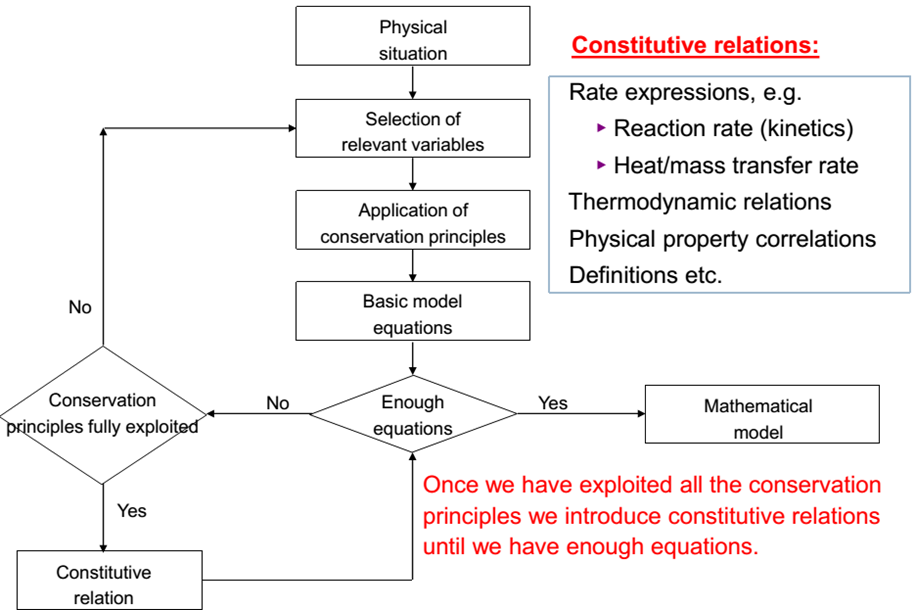 Physical
situation
Constitutive relations:
Selection of
relevant variables
Rate expressions, e.g.
Reaction rate (kinetics)
Heat/mass transfer rate
Thermodynamic relations
Physical property correlations
Definitions etc.
Application of
conservation principles
Basic model
equations
No
Conservation
principles fully exploited
No
Enough
equations
Yes
Mathematical
model
Yes
Once we have exploited all the conservation
principles we introduce constitutive relations
until we have enough equations.
Constitutive
relation